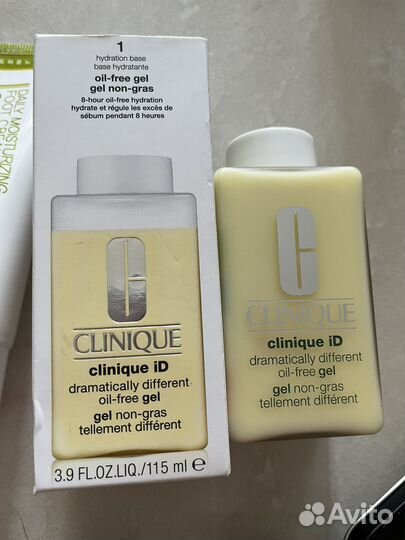 1
hydration base
base hydratante
oil-free gel
gel non-gras
8-hour oil-free hydration
hydrate et régule les excès de
sébum pendant 8 heures
C
CLINIQUE
clinique iD
dramatically different
oil-free gel
gel non-gras
tellement différent
3.9 FL.OZ.LIQ./115 ml e
C
CLINIQUE
clinique iD
dramatically different
oil-free gel
gel non-gras
tellement différent
DAILY MOISTURIZING
FOOT
Avito